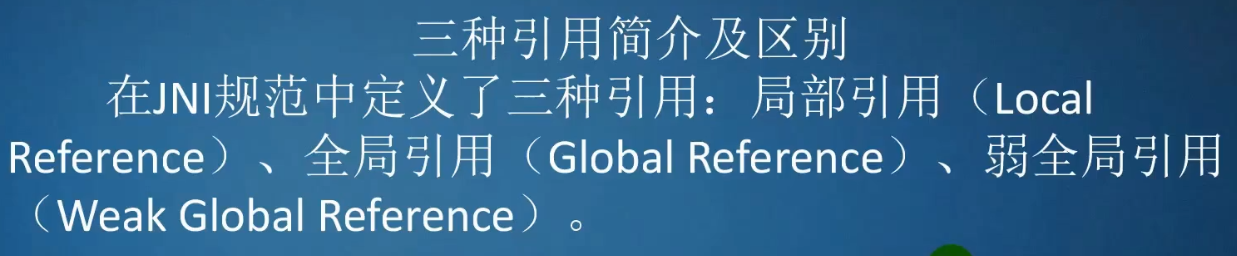 三种引用简介及区别
在JNI规范中定义了三种引用：局部引用（Local
Reference）、全局引用（Global Reference）、弱全局引用
（Weak Global Reference）。